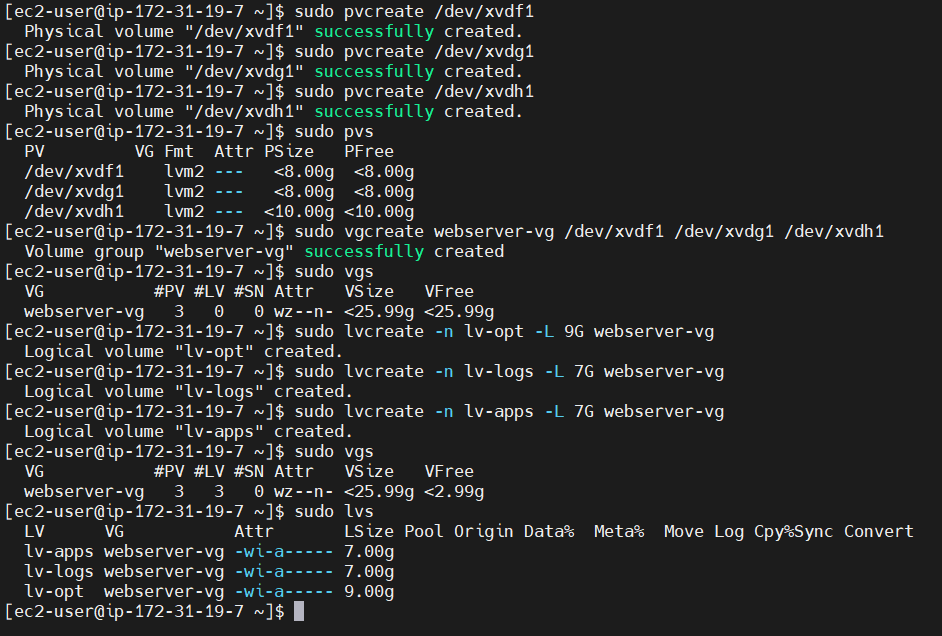 [ec2-user@ip-172-31-19-7 ~]$ sudo pvcreate /dev/xvdf1
  Physical volume "/dev/xvdf1" successfully created.
[ec2-user@ip-172-31-19-7 ~]$ sudo pvcreate /dev/xvdg1
  Physical volume "/dev/xvdg1" successfully created.
[ec2-user@ip-172-31-19-7 ~]$ sudo pvcreate /dev/xvdh1
  Physical volume "/dev/xvdh1" successfully created.
[ec2-user@ip-172-31-19-7 ~]$ sudo pvs
  PV         VG Fmt  Attr PSize   PFree
  /dev/xvdf1    lvm2 ---   <8.00g  <8.00g
  /dev/xvdg1    lvm2 ---   <8.00g  <8.00g
  /dev/xvdh1    lvm2 ---  <10.00g <10.00g
[ec2-user@ip-172-31-19-7 ~]$ sudo vgcreate webserver-vg /dev/xvdf1 /dev/xvdg1 /dev/xvdh1
  Volume group "webserver-vg" successfully created
[ec2-user@ip-172-31-19-7 ~]$ sudo vgs
  VG           #PV #LV #SN Attr   VSize   VFree
  webserver-vg   3   0   0 wz--n- <25.99g <25.99g
[ec2-user@ip-172-31-19-7 ~]$ sudo lvcreate -n lv-opt -L 9G webserver-vg
  Logical volume "lv-opt" created.
[ec2-user@ip-172-31-19-7 ~]$ sudo lvcreate -n lv-logs -L 7G webserver-vg
  Logical volume "lv-logs" created.
[ec2-user@ip-172-31-19-7 ~]$ sudo lvcreate -n lv-apps -L 7G webserver-vg
  Logical volume "lv-apps" created.
[ec2-user@ip-172-31-19-7 ~]$ sudo vgs
  VG           #PV #LV #SN Attr   VSize   VFree
  webserver-vg   3   3   0 wz--n- <25.99g <2.99g
[ec2-user@ip-172-31-19-7 ~]$ sudo lvs
  LV      VG           Attr       LSize Pool Origin Data%  Meta%  Move Log Cpy%Sync Convert
  lv-apps webserver-vg -wi-a----- 7.00g
  lv-logs webserver-vg -wi-a----- 7.00g
  lv-opt  webserver-vg -wi-a----- 9.00g
[ec2-user@ip-172-31-19-7 ~]$